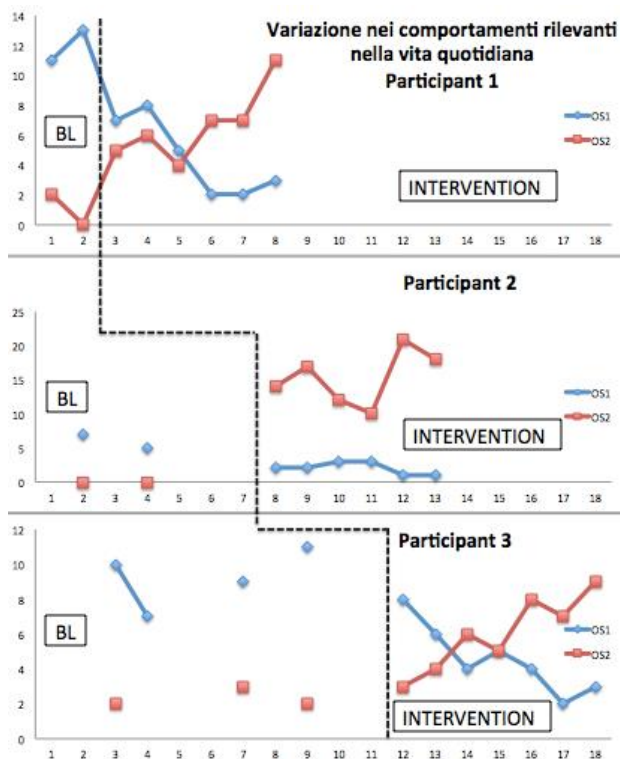 Variazione nei comportamenti rilevanti
nella vita quotidiana
Participant 1
14
12
10
8
6
4
2
0
BL
OS1
OS2
INTERVENTION
1 2 3 4 5 6 7 8 9 10 11 12 13 14 15 16 17 18
Participant 2
25
20
15
10
5
0
BL
OS1
OS2
INTERVENTION
1 2 3 4 5 6 7 8 9 10 11 12 13 14 15 16 17 18
Participant 3
12
10
8
6
4
2
0
BL
OS1
OS2
INTERVENTION
1 2 3 4 5 6 7 8 9 10 11 12 13 14 15 16 17 18